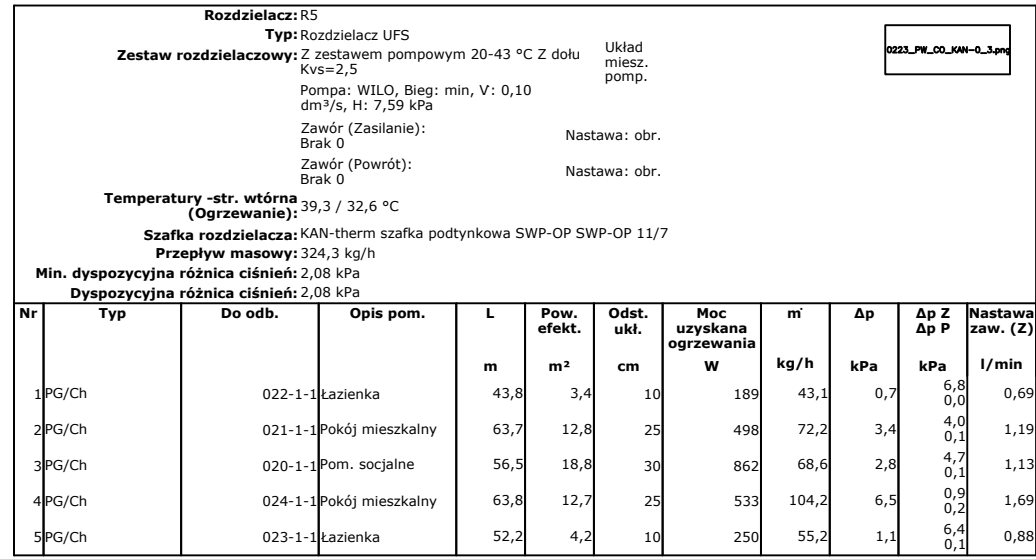 Rozdzielacz: R5
Typ: Rozdzielacz UFS
Zestaw rozdzielaczowy: Z zestawem pompowym 20-43 °C Z dołu
Kvs=2,5
Układ
miesz.
pomp.
0223_PW_CO_KAN-0_3.png
Pompa: WILO, Bieg: min, V̇: 0,10
dm³/s, H: 7,59 kPa
Zawór (Zasilanie):
Brak 0
Nastawa: obr.
Zawór (Powrót):
Brak 0
Nastawa: obr.
Temperatury -str. wtórna
(Ogrzewanie): 39,3 / 32,6 °C
Szafka rozdzielacza: KAN-therm szafka podtynkowa SWP-OP SWP-OP 11/7
Przepływ masowy: 324,3 kg/h
Min. dyspozycyjna różnica ciśnień: 2,08 kPa
Dyspozycyjna różnica ciśnień: 2,08 kPa
Nr Typ Do odb. Opis pom. L Pow. efekt. Odst. ukł. Moc uzyskana ogrzewania ṁ Δp Δp Z Δp P Nastawa zaw. (Z)
m m² cm W kg/h kPa kPa l/min
1 PG/Ch 022-1-1 Łazienka 43,8 3,4 10 189 43,1 0,7 6,8 0,0 0,69
2 PG/Ch 021-1-1 Pokój mieszkalny 63,7 12,8 25 498 72,2 3,4 4,0 0,1 1,19
3 PG/Ch 020-1-1 Pom. socjalne 56,5 18,8 30 862 68,6 2,8 4,7 0,1 1,13
4 PG/Ch 024-1-1 Pokój mieszkalny 63,8 12,7 25 533 104,2 6,5 0,9 0,2 1,69
5 PG/Ch 023-1-1 Łazienka 52,2 4,2 10 250 55,2 1,1 6,4 0,1 0,88